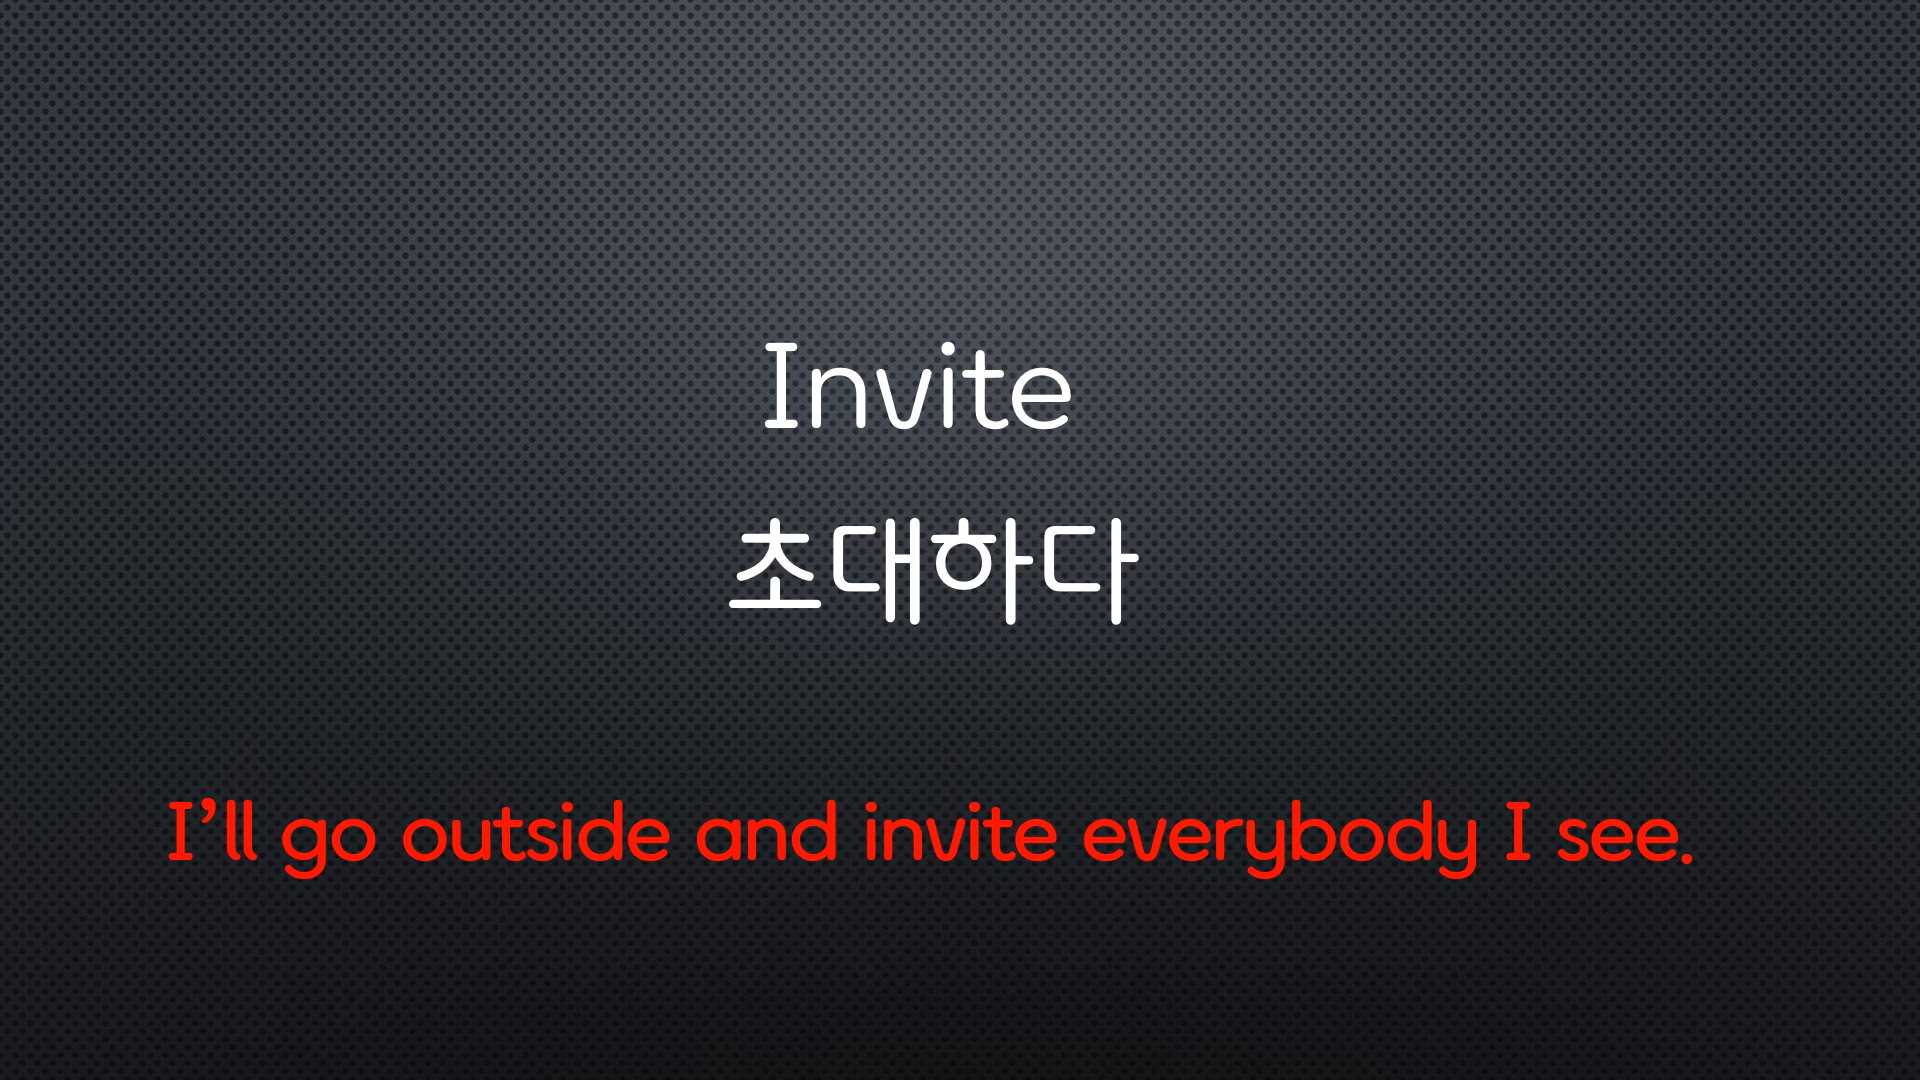 Invite
초대하다
I’ll go outside and invite everybody I see.